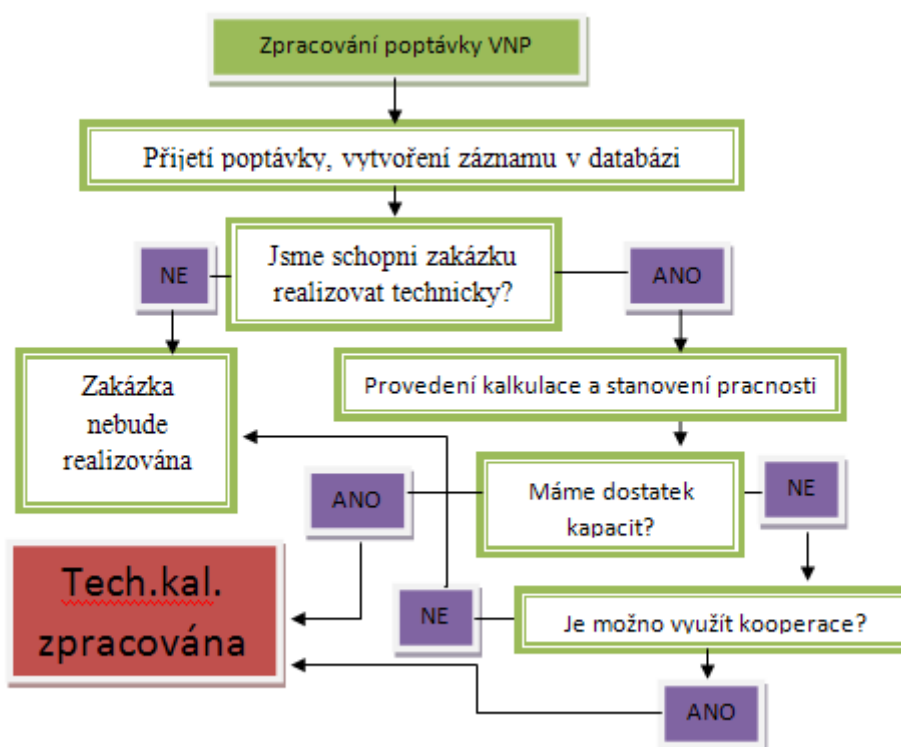 Zpracování poptávky VNP
Přijetí poptávky, vytvoření záznamu v databázi
Jsme schopni zakázku
realizovat technicky?
NE
ANO
Zakázka
nebude
realizována
Provedení kalkulace a stanovení pracnosti
Máme dostatek
kapacit?
ANO
NE
Tech.kal.
zpracována
NE
Je možno využít kooperace?
ANO